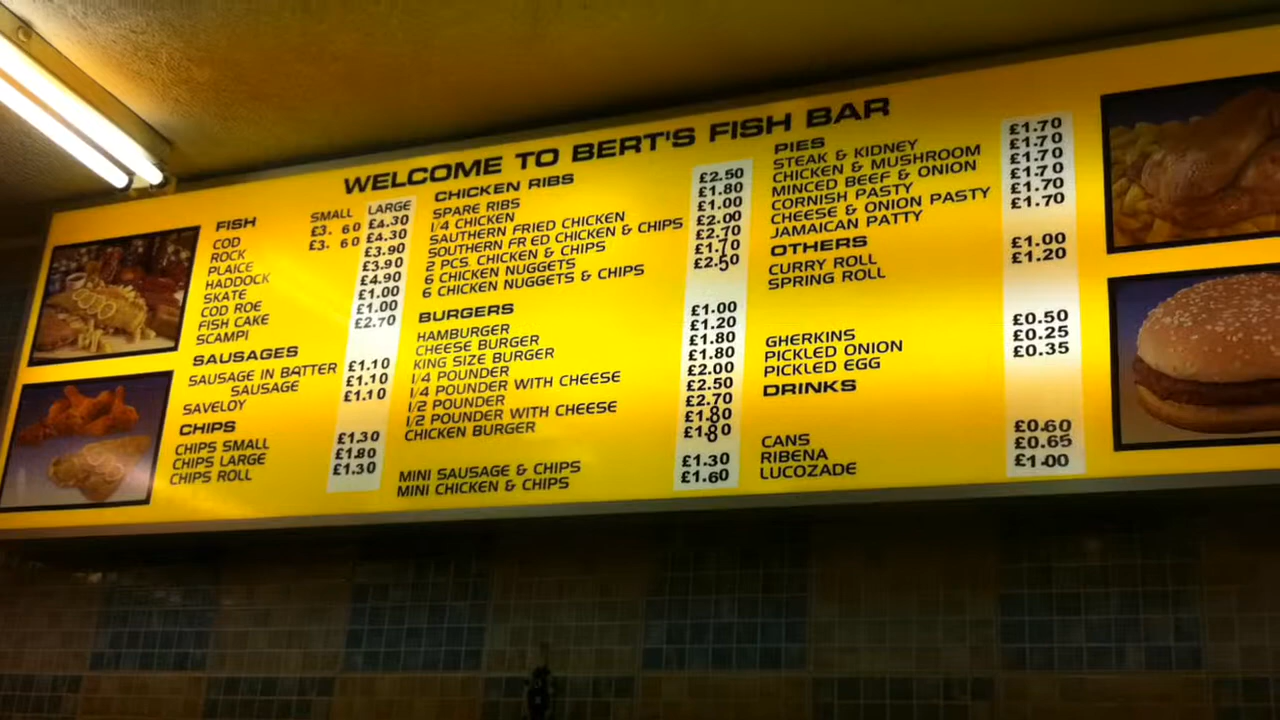 WELCOME TO BERT'S FISH BAR
FISH SMALL LARGE
COD £3. 60 £4.30
ROCK £3. 60 £4.30
PLAICE £3.90
HADDOCK £3.90
SKATE £4.90
COD ROE £1.00
FISH CAKE £1.00
SCAMPI £2.70
SAUSAGES
SAUSAGE IN BATTER £1.10
SAUSAGE £1.10
SAVELOY £1.10
CHIPS
CHIPS SMALL £1.30
CHIPS LARGE £1.80
CHIPS ROLL £1.30
CHICKEN RIBS
SPARE RIBS £2.50
1/4 CHICKEN £1.80
SAUTHERN FRIED CHICKEN £1.00
SOUTHERN FR ED CHICKEN & CHIPS £2.00
2 PCS. CHICKEN & CHIPS £2.70
6 CHICKEN NUGGETS £1.70
6 CHICKEN NUGGETS & CHIPS £2.50
BURGERS
HAMBURGER £1.00
CHEESE BURGER £1.20
KING SIZE BURGER £1.80
1/4 POUNDER £1.80
1/4 POUNDER WITH CHEESE £2.00
1/2 POUNDER £2.50
1/2 POUNDER WITH CHEESE £2.70
CHICKEN BURGER £1.80
£1.80
MINI SAUSAGE & CHIPS £1.30
MINI CHICKEN & CHIPS £1.60
PIES
STEAK & KIDNEY £1.70
CHICKEN & MUSHROOM £1.70
MINCED BEEF & ONION £1.70
CORNISH PASTY £1.70
CHEESE & ONION PASTY £1.70
JAMAICAN PATTY £1.70
OTHERS
CURRY ROLL £1.00
SPRING ROLL £1.20
GHERKINS £0.50
PICKLED ONION £0.25
PICKLED EGG £0.35
DRINKS
CANS £0.60
RIBENA £0.65
LUCOZADE £1.00